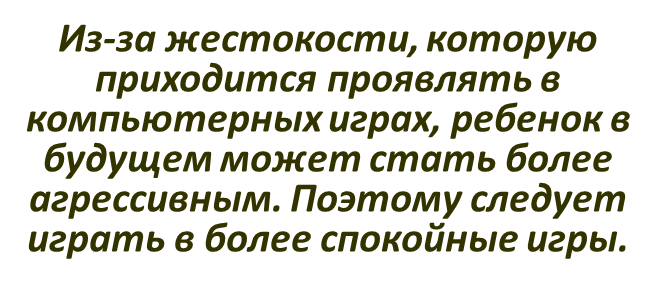 Из-за жестокости, которую
приходится проявлять в
компьютерных играх, ребенок в
будущем может стать более
агрессивным. Поэтому следует
играть в более спокойные игры.